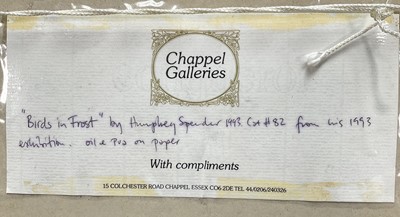 Chappel
Galleries
"Birds in Frost" by Humphrey Spender 1993 Cat #82 from his 1993
exhibition. oil & PVA on paper
With compliments
15 COLCHESTER ROAD CHAPPEL ESSEX CO6 2DE TEL 44/0206/240326